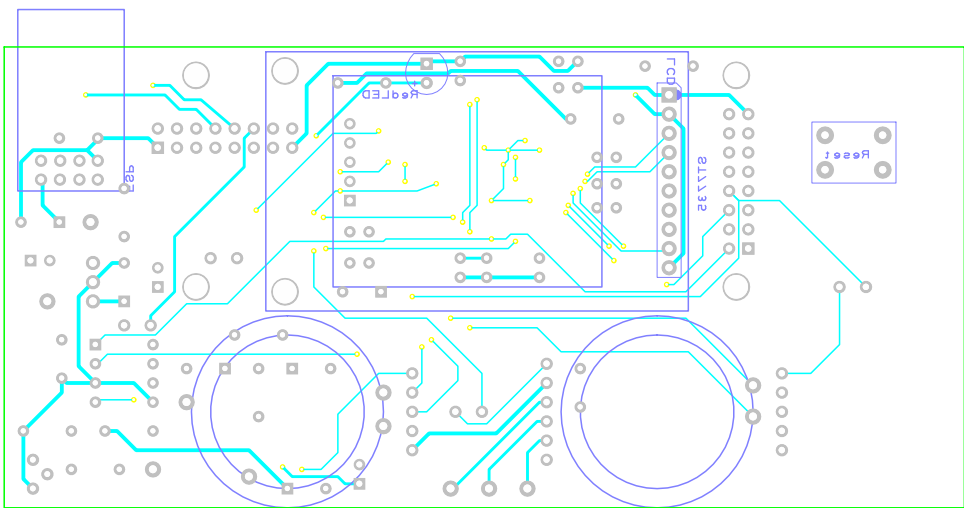 LCD
RedLED
+
Reset
ESP
ST7735